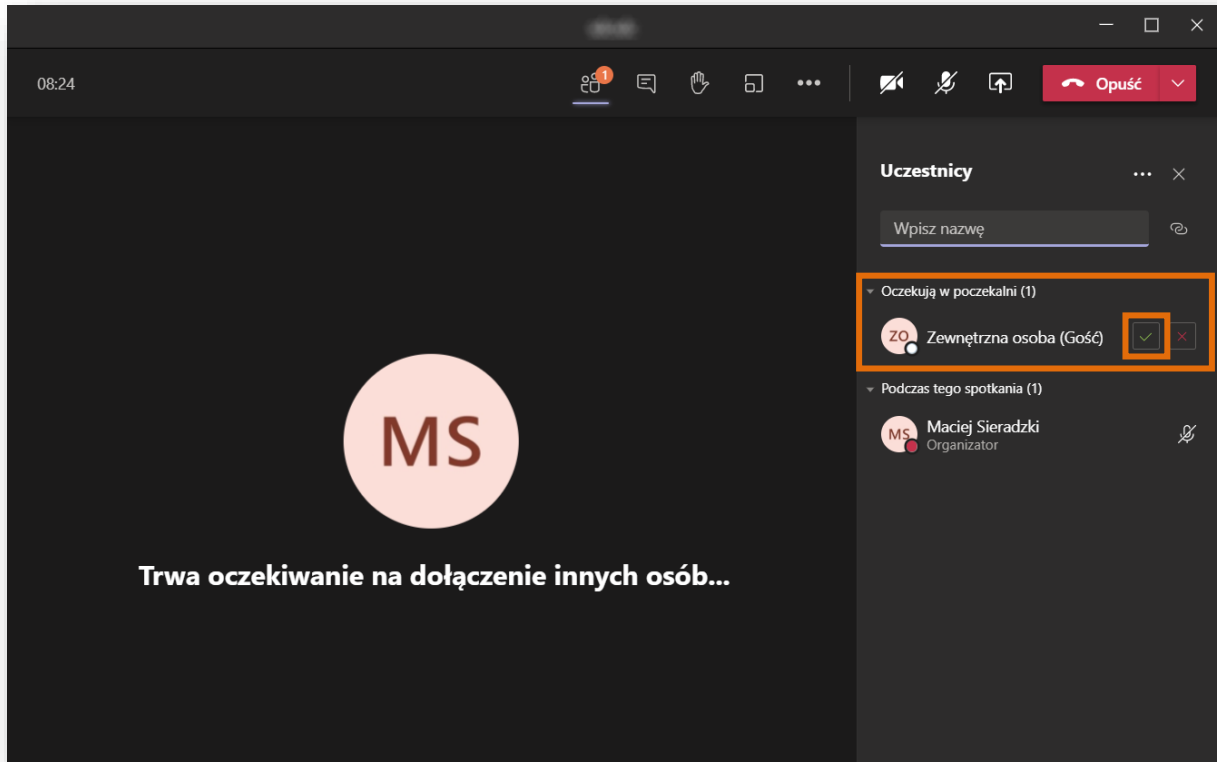 08:24
1
Opuść
Uczestnicy
Wpisz nazwę
Oczekują w poczekalni (1)
ZO
Zewnętrzna osoba (Gość)
Podczas tego spotkania (1)
MS
Maciej Sieradzki
Organizator
MS
Trwa oczekiwanie na dołączenie innych osób...